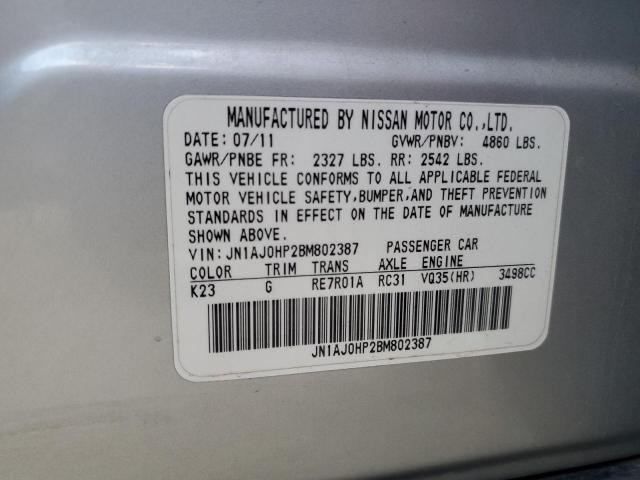 MANUFACTURED BY NISSAN MOTOR CO.,LTD.
DATE: 07/11 GVWR/PNBV: 4860 LBS.
GAWR/PNBE FR: 2327 LBS. RR: 2542 LBS.
THIS VEHICLE CONFORMS TO ALL APPLICABLE FEDERAL
MOTOR VEHICLE SAFETY,BUMPER,AND THEFT PREVENTION
STANDARDS IN EFFECT ON THE DATE OF MANUFACTURE
SHOWN ABOVE.
VIN: JN1AJ0HP2BM802387 PASSENGER CAR
COLOR TRIM TRANS AXLE ENGINE
K23 G RE7R01A RC31 VQ35(HR) 3498CC
JN1AJ0HP2BM802387